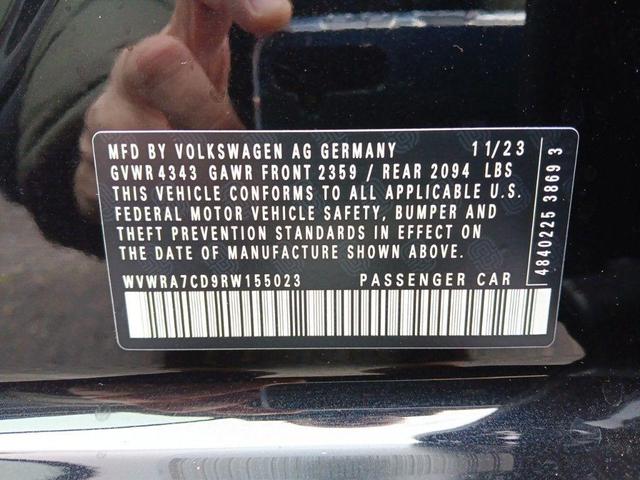 MFD BY VOLKSWAGEN AG GERMANY 11/23
GVWR 4343 GAWR FRONT 2359 / REAR 2094 LBS
THIS VEHICLE CONFORMS TO ALL APPLICABLE U.S.
FEDERAL MOTOR VEHICLE SAFETY, BUMPER AND
THEFT PREVENTION STANDARDS IN EFFECT ON
THE DATE OF MANUFACTURE SHOWN ABOVE.
WVWRA7CD9RW155023 PASSENGER CAR
4840225 3869 3